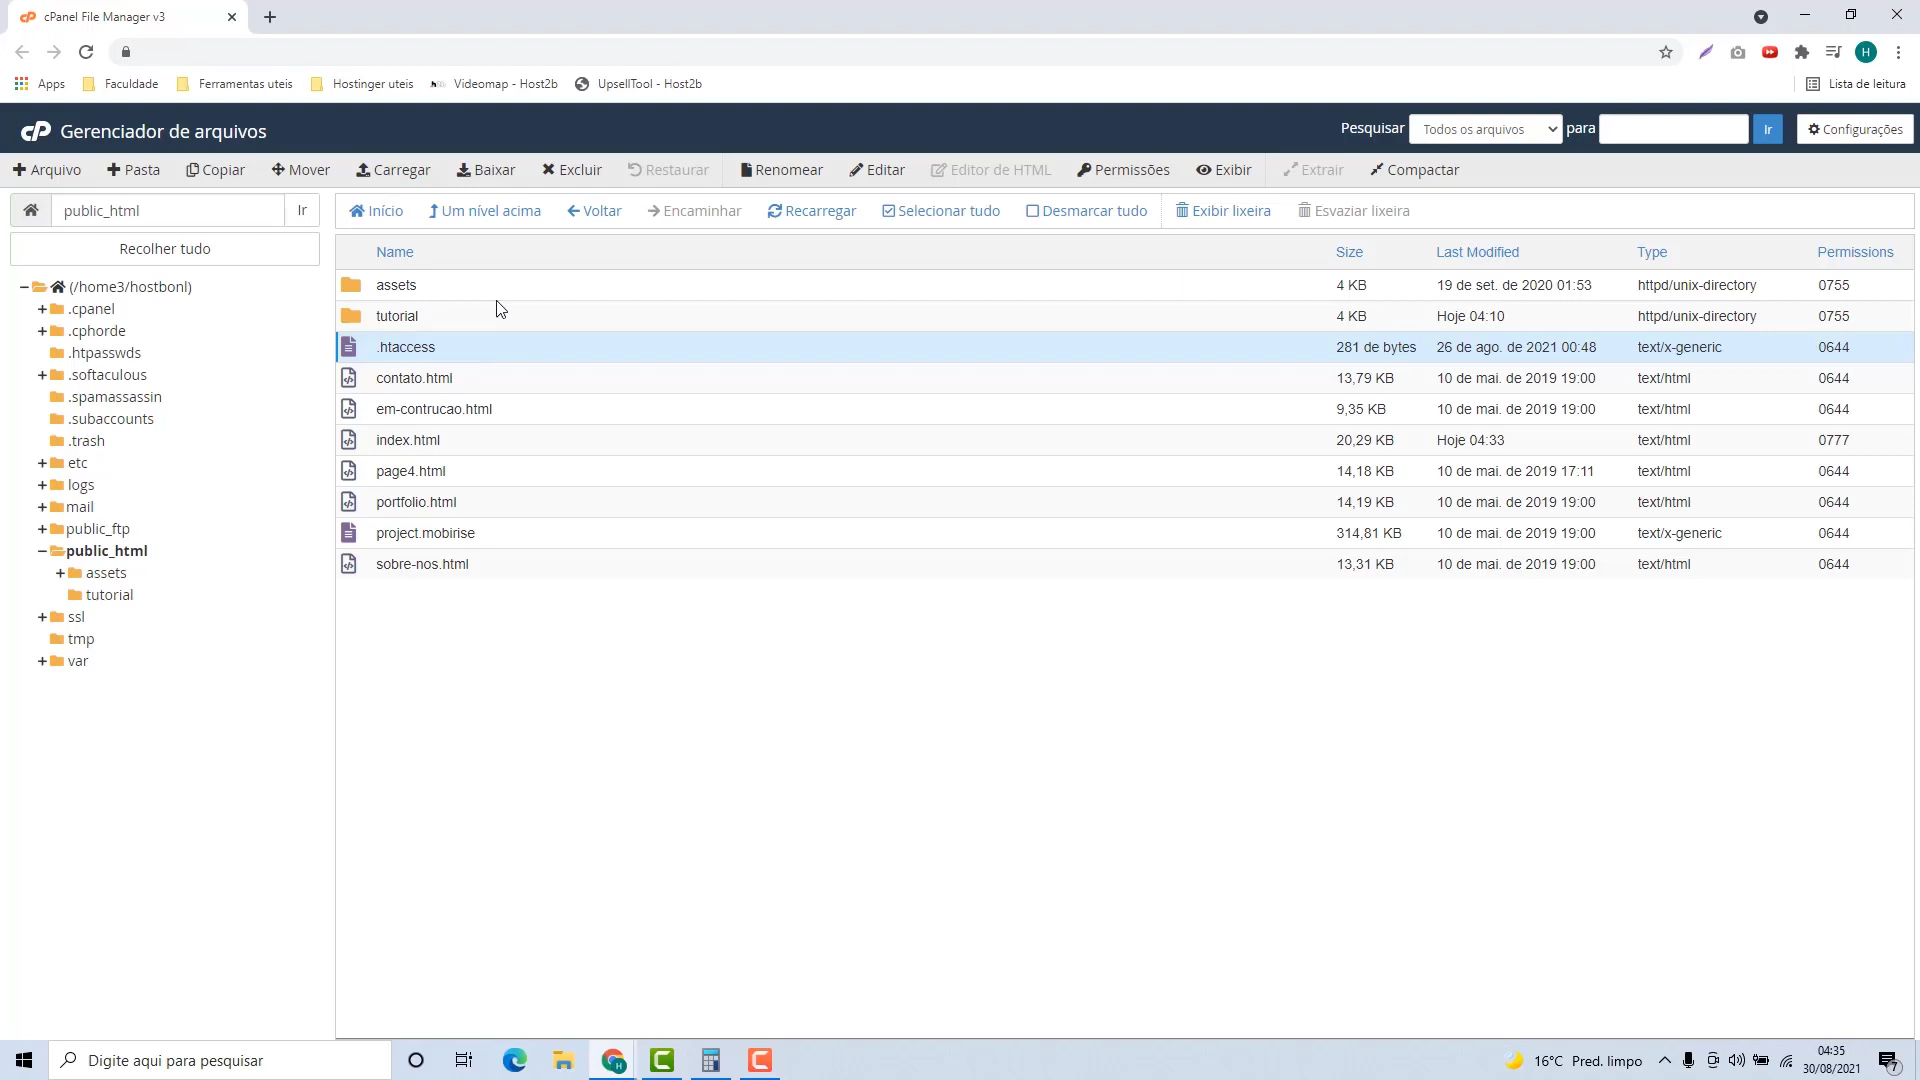 cPanel File Manager v3
Apps Faculdade Ferramentas uteis Hostinger uteis Videomap - Host2b UpsellTool - Host2b Lista de leitura
cP Gerenciador de arquivos Pesquisar Todos os arquivos para Ir Configurações
Arquivo Pasta Copiar Mover Carregar Baixar Excluir Restaurar Renomear Editar Editor de HTML Permissões Exibir Extrair Compactar
public_html Ir Início Um nível acima Voltar Encaminhar Recarregar Selecionar tudo Desmarcar tudo Exibir lixeira Esvaziar lixeira
Recolher tudo
(/home3/hostbonl)
.cpanel
.cphorde
.htpasswds
.softaculous
.spamassassin
.subaccounts
.trash
etc
logs
mail
public_ftp
public_html
assets
tutorial
ssl
tmp
var
Name Size Last Modified Type Permissions
assets 4 KB 19 de set. de 2020 01:53 httpd/unix-directory 0755
tutorial 4 KB Hoje 04:10 httpd/unix-directory 0755
.htaccess 281 de bytes 26 de ago. de 2021 00:48 text/x-generic 0644
contato.html 13,79 KB 10 de mai. de 2019 19:00 text/html 0644
em-contrucao.html 9,35 KB 10 de mai. de 2019 19:00 text/html 0644
index.html 20,29 KB Hoje 04:33 text/html 0777
page4.html 14,18 KB 10 de mai. de 2019 17:11 text/html 0644
portfolio.html 14,19 KB 10 de mai. de 2019 19:00 text/html 0644
project.mobirise 314,81 KB 10 de mai. de 2019 19:00 text/x-generic 0644
sobre-nos.html 13,31 KB 10 de mai. de 2019 19:00 text/html 0644
Digite aqui para pesquisar 16°C Pred. limpo 04:35
30/08/2021 7